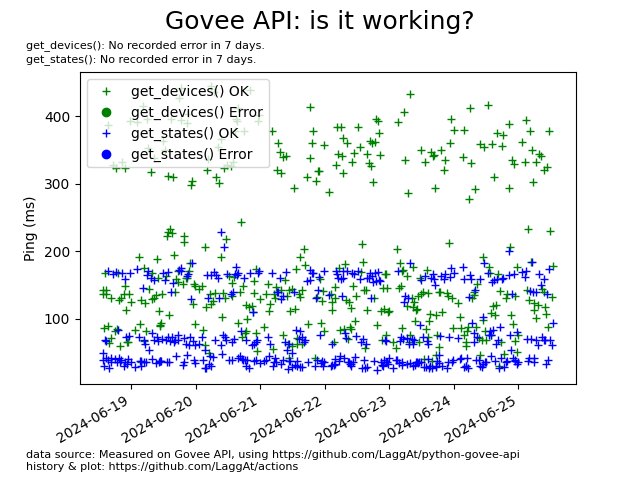 Govee API: is it working?
get_devices(): No recorded error in 7 days.
get_states(): No recorded error in 7 days.
get_devices() OK
get_devices() Error
get_states() OK
get_states() Error
Ping (ms)
400
300
200
100
2024-06-19
2024-06-20
2024-06-21
2024-06-22
2024-06-23
2024-06-24
2024-06-25
data source: Measured on Govee API, using https://github.com/LaggAt/python-govee-api
history & plot: https://github.com/LaggAt/actions